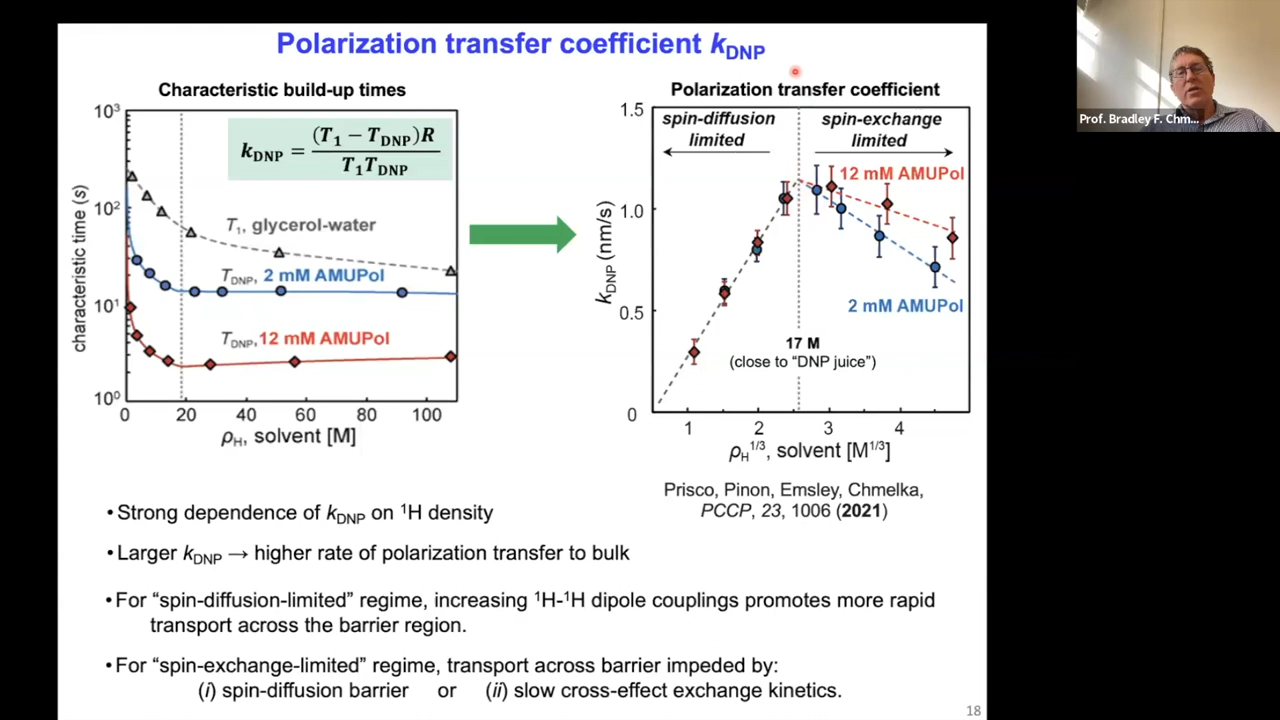 Polarization transfer coefficient kDNP
Characteristic build-up times
kDNP = (T1 − TDNP)R / T1TDNP
characteristic time (s)
10³
10²
10¹
10⁰
T1, glycerol-water
TDNP, 2 mM AMUPol
TDNP, 12 mM AMUPol
0 20 40 60 80 100
ρH, solvent [M]
Polarization transfer coefficient
spin-diffusion
limited
spin-exchange
limited
12 mM AMUPol
2 mM AMUPol
kDNP (nm/s)
1.5
1.0
0.5
0
17 M
(close to “DNP juice”)
1 2 3 4
ρH¹/³, solvent [M¹/³]
Prisco, Pinon, Emsley, Chmelka,
PCCP, 23, 1006 (2021)
•Strong dependence of kDNP on ¹H density
•Larger kDNP → higher rate of polarization transfer to bulk
•For “spin-diffusion-limited” regime, increasing ¹H-¹H dipole couplings promotes more rapid
transport across the barrier region.
•For “spin-exchange-limited” regime, transport across barrier impeded by:
(i) spin-diffusion barrier or (ii) slow cross-effect exchange kinetics.
18
Prof. Bradley F. Chm...